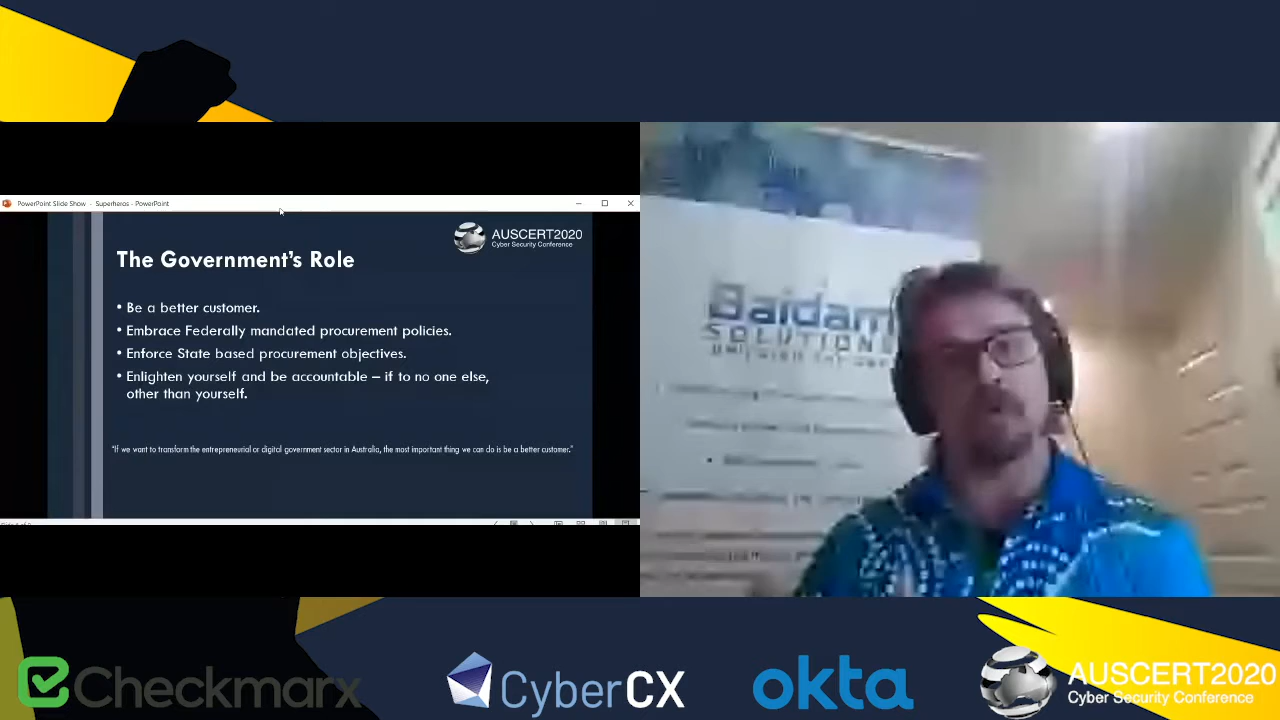 PowerPoint Slide Show - Superheros - PowerPoint
AUSCERT2020
Cyber Security Conference
The Government's Role
• Be a better customer.
• Embrace Federally mandated procurement policies.
• Enforce State based procurement objectives.
• Enlighten yourself and be accountable – if to no one else,
other than yourself.
"If we want to transform the entrepreneurial or digital government sector in Australia, the most important thing we can do is be a better customer."
Baidam
SOLUTIONS
Checkmarx
CyberCX
okta
AUSCERT2020
Cyber Security Conference